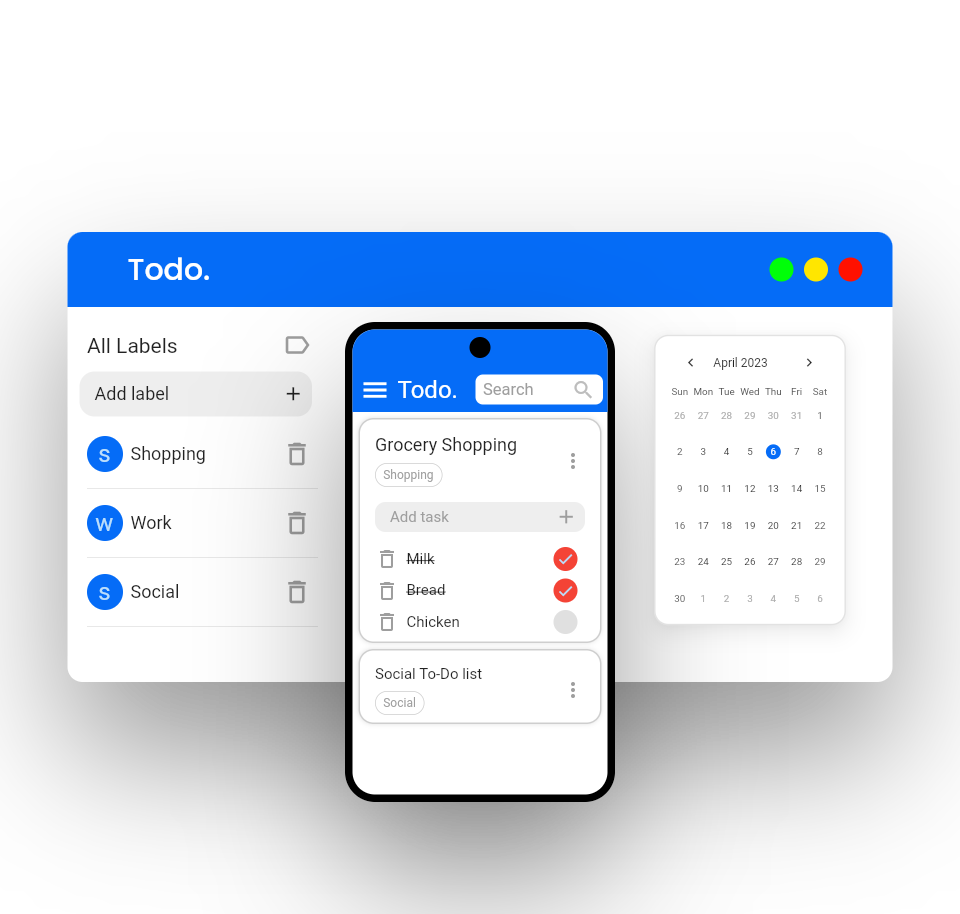 Todo.
All Labels
Add label +
S Shopping
W Work
S Social
Todo. Search
Grocery Shopping
Shopping
Add task +
Milk
Bread
Chicken
Social To-Do list
Social
April 2023
Sun Mon Tue Wed Thu Fri Sat
26 27 28 29 30 31 1
2 3 4 5 6 7 8
9 10 11 12 13 14 15
16 17 18 19 20 21 22
23 24 25 26 27 28 29
30 1 2 3 4 5 6